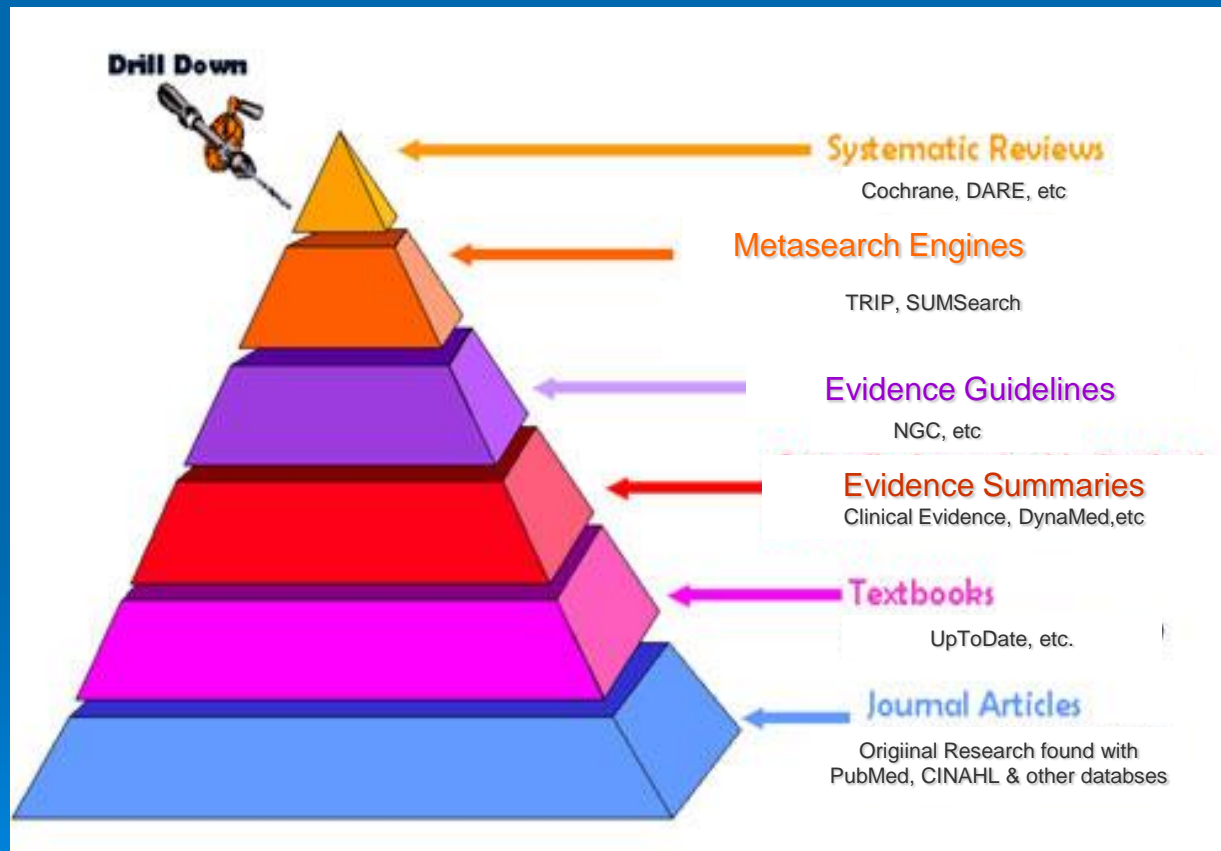 Drill Down
Systematic Reviews
Cochrane, DARE, etc
Metasearch Engines
TRIP, SUMSearch
Evidence Guidelines
NGC, etc
Evidence Summaries
Clinical Evidence, DynaMed,etc
Textbooks
UpToDate, etc.
Journal Articles
Origiinal Research found with
PubMed, CINAHL & other databses